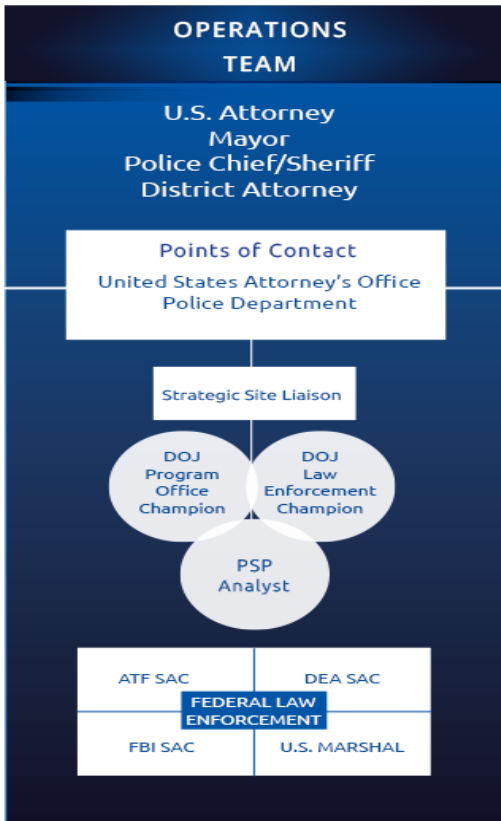 OPERATIONS
TEAM
U.S. Attorney
Mayor
Police Chief/Sheriff
District Attorney
Points of Contact
United States Attorney's Office
Police Department
Strategic Site Liaison
DOJ
Program
Office
Champion
DOJ
Law
Enforcement
Champion
PSP
Analyst
ATF SAC
DEA SAC
FEDERAL LAW
ENFORCEMENT
FBI SAC
U.S. MARSHAL